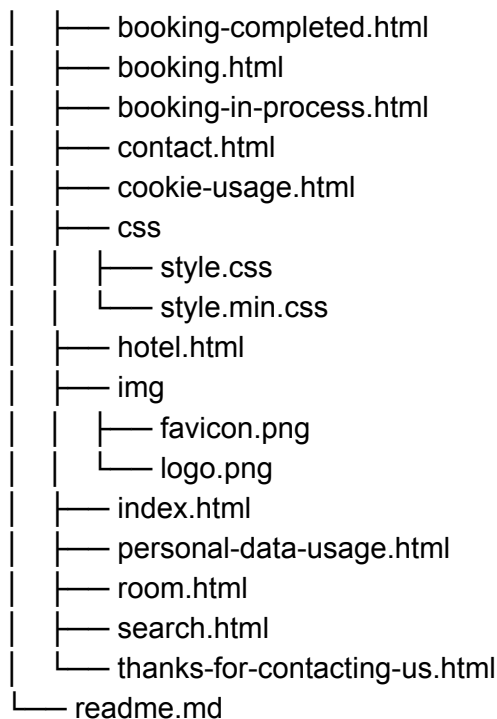 │ ├── booking-completed.html
│ ├── booking.html
│ ├── booking-in-process.html
│ ├── contact.html
│ ├── cookie-usage.html
│ ├── css
│ │ ├── style.css
│ │ └── style.min.css
│ ├── hotel.html
│ ├── img
│ │ ├── favicon.png
│ │ └── logo.png
│ ├── index.html
│ ├── personal-data-usage.html
│ ├── room.html
│ ├── search.html
│ └── thanks-for-contacting-us.html
└── readme.md